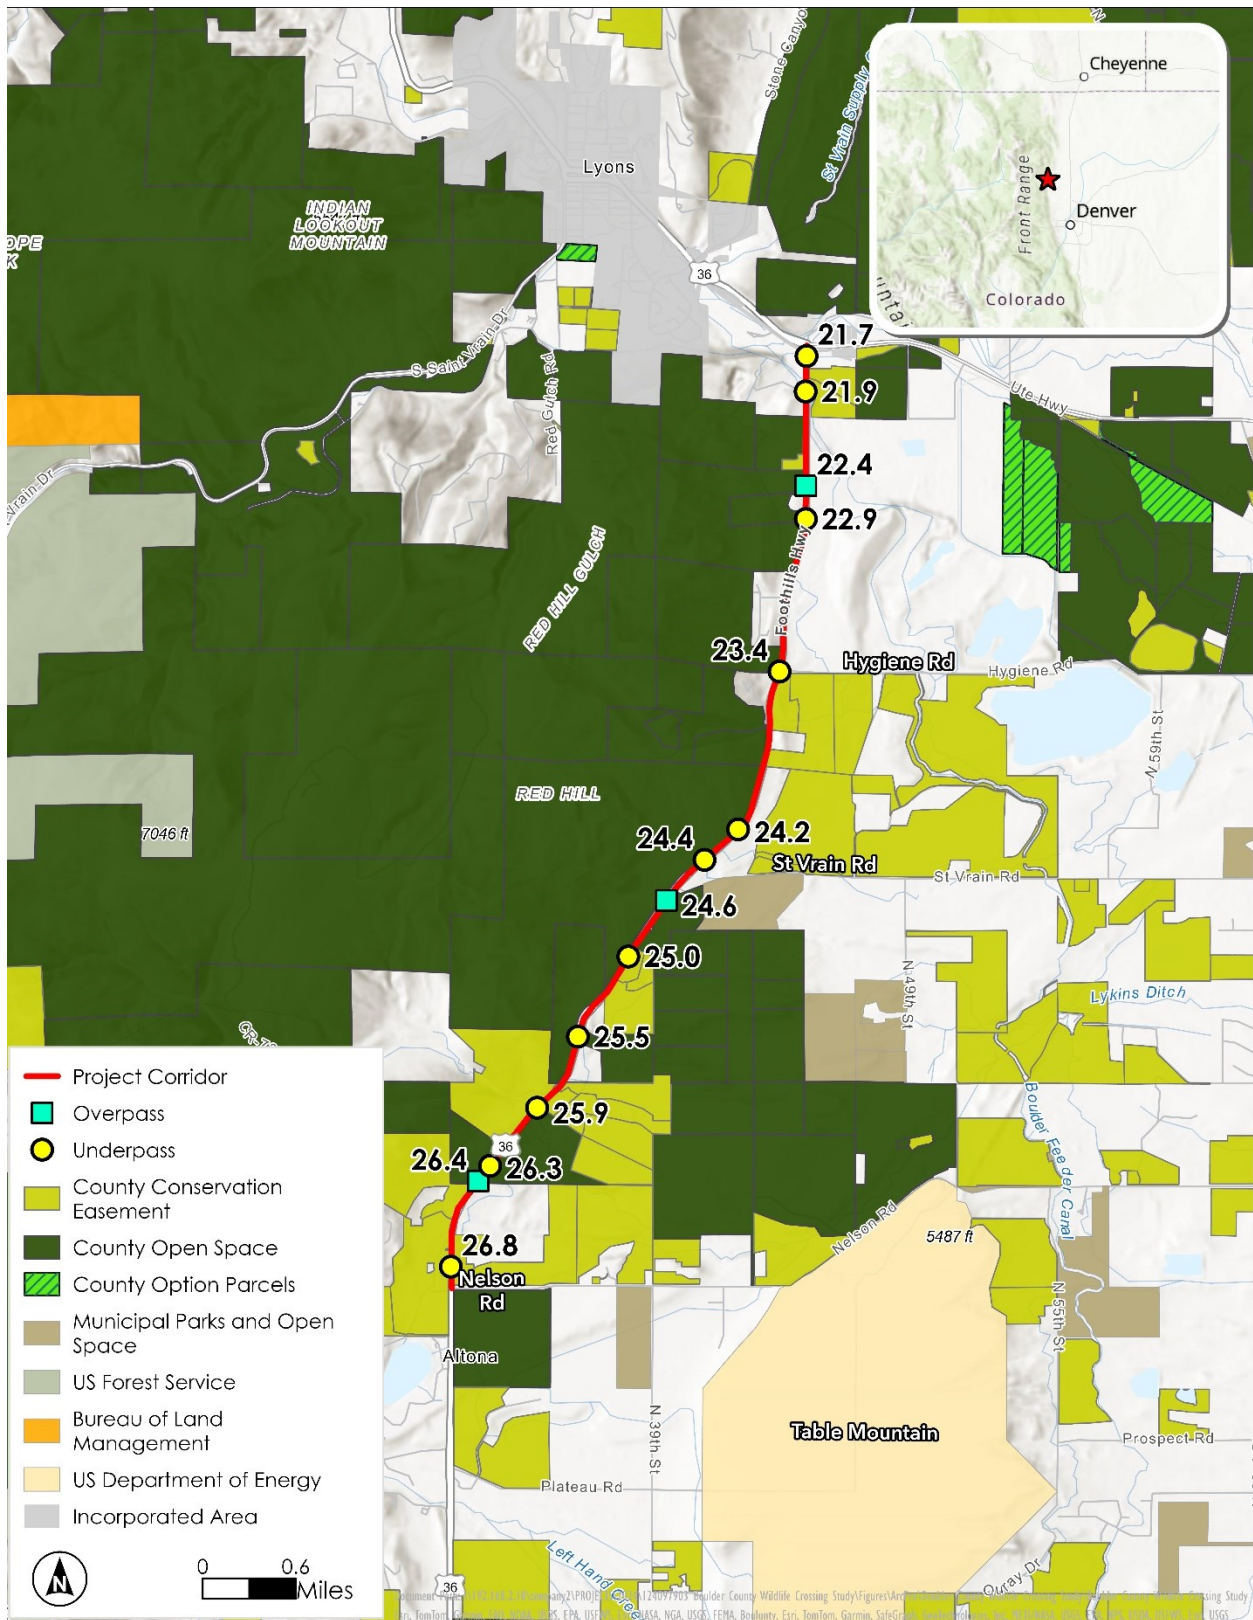 Stone Canyo
N
St Vrain Supply C
Cheyenne
Front Range
Denver
Colorado
untai
Lyons
INDIAN
LOOKOUT
MOUNTAIN
OPE
K
36
21.7
S Saint Vrain Dr
Red Gulch Rd
21.9
Ute Hwy
22.4
Vrain Dr
22.9
RED HILL GULCH
Foothills Hwy
23.4
Hygiene Rd
Hygiene Rd
N 59th St
RED HILL
7046 ft
24.2
24.4
St Vrain Rd
St Vrain Rd
24.6
25.0
N 49th St
Lykins Ditch
25.5
25.9
Boulder Feeder Canal
36
26.4
26.3
Nelson Rd
5487 ft
26.8
Nelson
Rd
N 55th St
Altona
N 39th St
Table Mountain
Prospect Rd
Plateau Rd
Left Hand Creek
Ouray Dr
36
Project Corridor
Overpass
Underpass
County Conservation
Easement
County Open Space
County Option Parcels
Municipal Parks and Open
Space
US Forest Service
Bureau of Land
Management
US Department of Energy
Incorporated Area
N
0 0.6
Miles